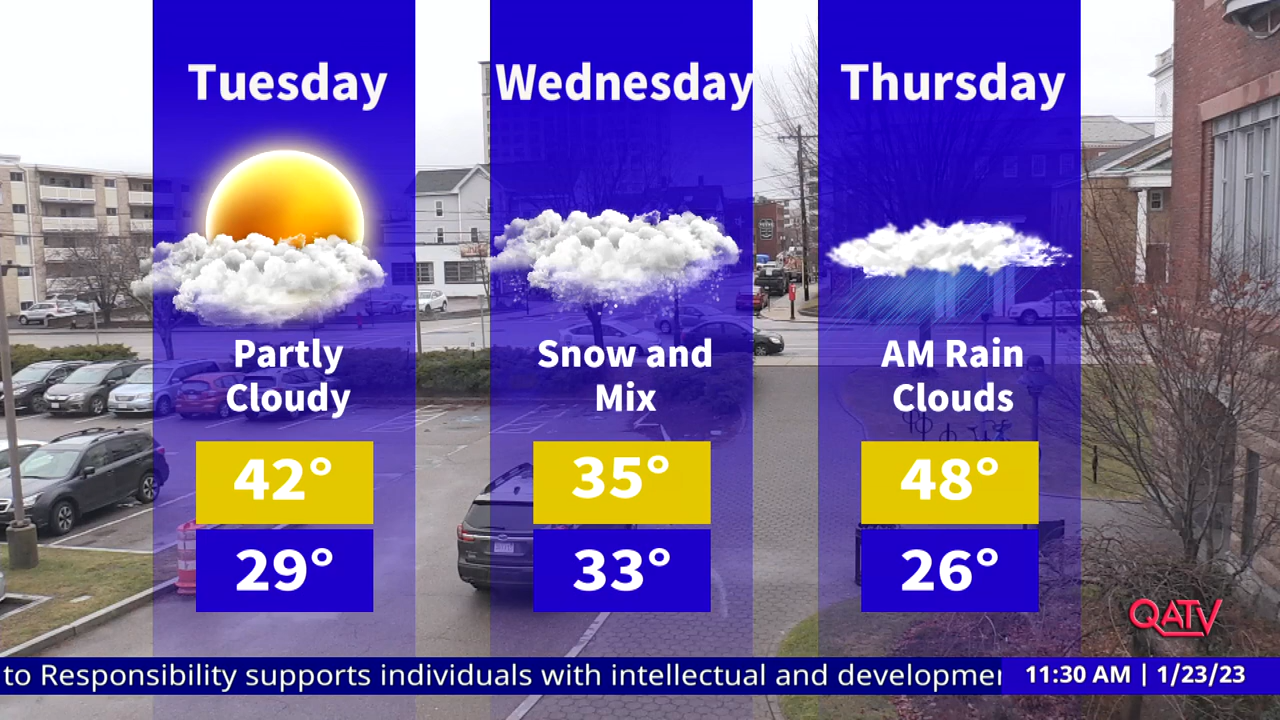 Tuesday
Partly
Cloudy
42°
29°
Wednesday
Snow and
Mix
35°
33°
Thursday
AM Rain
Clouds
48°
26°
QATV
to Responsibility supports individuals with intellectual and developmen
11:30 AM | 1/23/23